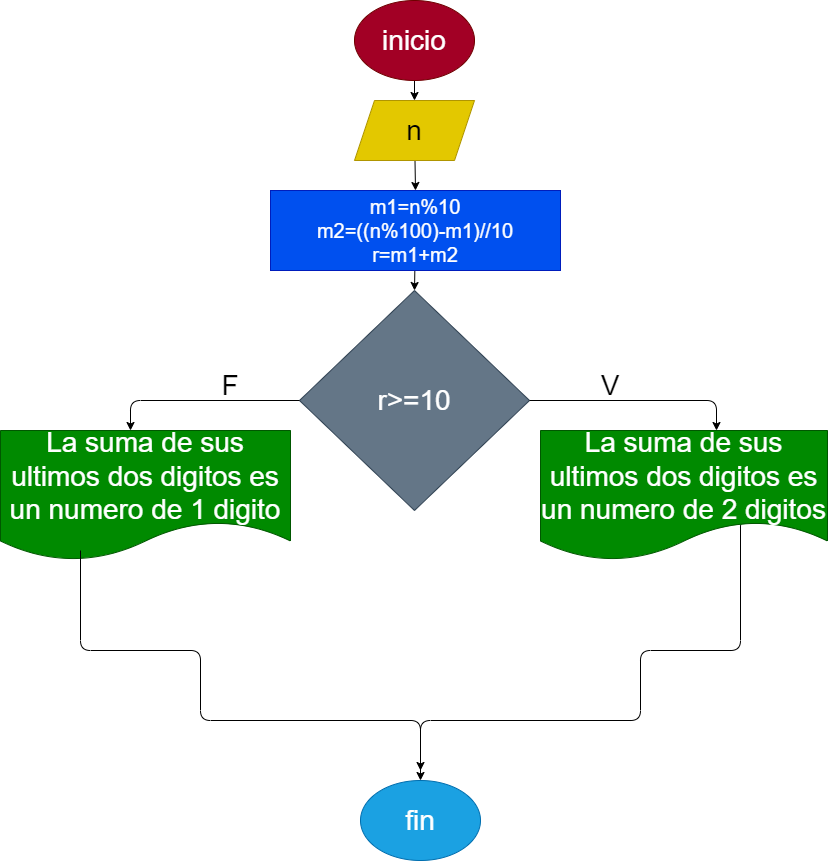 inicio
n
m1=n%10
m2=((n%100)-m1)//10
r=m1+m2
F
V
r>=10
La suma de sus
ultimos dos digitos es
un numero de 1 digito
La suma de sus
ultimos dos digitos es
un numero de 2 digitos
fin